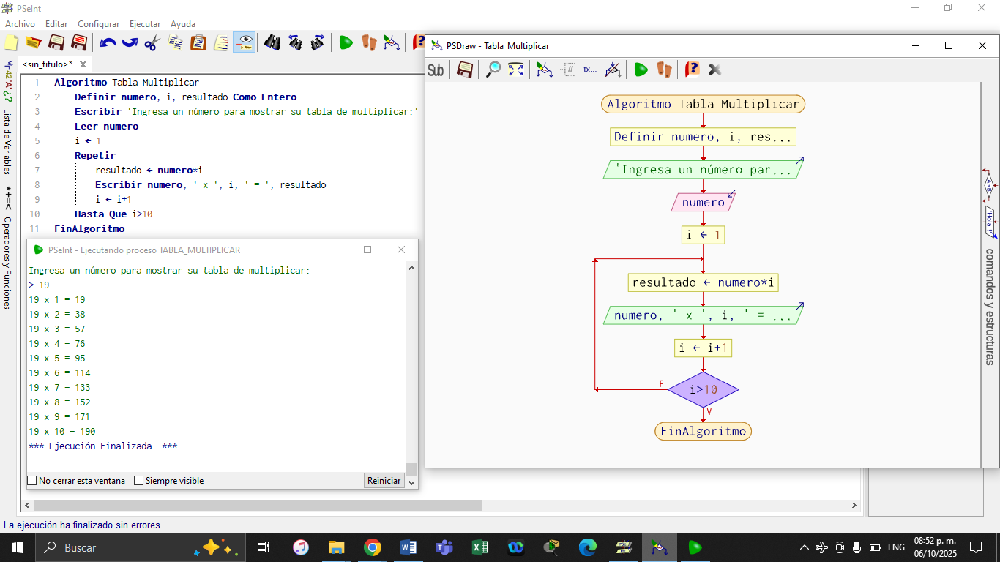 PSeInt
Archivo Editar Configurar Ejecutar Ayuda
<sin_titulo>* X
42 'A' ¿? Lista de Variables
*+=< Operadores y Funciones
1 Algoritmo Tabla_Multiplicar
2 Definir numero, i, resultado Como Entero
3 Escribir 'Ingresa un número para mostrar su tabla de multiplicar:'
4 Leer numero
5 i ← 1
6 Repetir
7 resultado ← numero*i
8 Escribir numero, ' x ', i, ' = ', resultado
9 i ← i+1
10 Hasta Que i>10
11 FinAlgoritmo
PSeInt - Ejecutando proceso TABLA_MULTIPLICAR
Ingresa un número para mostrar su tabla de multiplicar:
> 19
19 x 1 = 19
19 x 2 = 38
19 x 3 = 57
19 x 4 = 76
19 x 5 = 95
19 x 6 = 114
19 x 7 = 133
19 x 8 = 152
19 x 9 = 171
19 x 10 = 190
*** Ejecución Finalizada. ***
No cerrar esta ventana Siempre visible Reiniciar
PSDraw - Tabla_Multiplicar
Sub tx...
Algoritmo Tabla_Multiplicar
Definir numero, i, res...
'Ingresa un número par...
numero
i ← 1
resultado ← numero*i
numero, ' x ', i, ' = ...
i ← i+1
F i>10
V
FinAlgoritmo
A>B
'Hola !'
comandos y estructuras
La ejecución ha finalizado sin errores.
Buscar
ENG
08:52 p. m.
06/10/2025